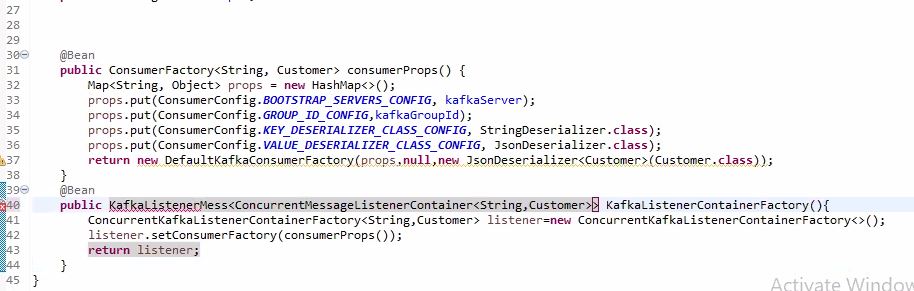 27
28
29
30 @Bean
31 public ConsumerFactory<String, Customer> consumerProps() {
32 Map<String, Object> props = new HashMap<>();
33 props.put(ConsumerConfig.BOOTSTRAP_SERVERS_CONFIG, kafkaServer);
34 props.put(ConsumerConfig.GROUP_ID_CONFIG,kafkaGroupId);
35 props.put(ConsumerConfig.KEY_DESERIALIZER_CLASS_CONFIG, StringDeserializer.class);
36 props.put(ConsumerConfig.VALUE_DESERIALIZER_CLASS_CONFIG, JsonDeserializer.class);
37 return new DefaultKafkaConsumerFactory(props,null,new JsonDeserializer<Customer>(Customer.class));
38 }
39 @Bean
40 public KafkaListenerMess<ConcurrentMessageListenerContainer<String,Customer>> KafkaListenerContainerFactory(){
41 ConcurrentKafkaListenerContainerFactory<String,Customer> listener=new ConcurrentKafkaListenerContainerFactory<>();
42 listener.setConsumerFactory(consumerProps());
43 return listener;
44 }
45 }
Activate Window